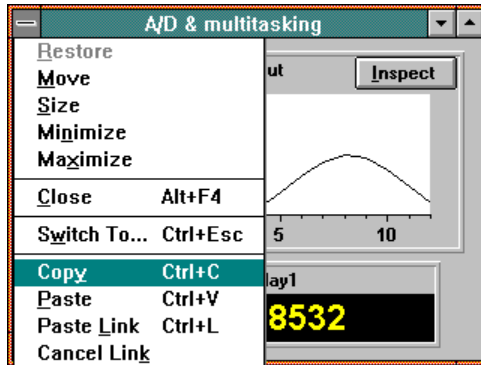 A/D & multitasking
Restore
ut Inspect
Move
Size
Minimize
Maximize
Close Alt+F4
Switch To... Ctrl+Esc 5 10
Copy Ctrl+C lay1
Paste Ctrl+V 8532
Paste Link Ctrl+L
Cancel Link